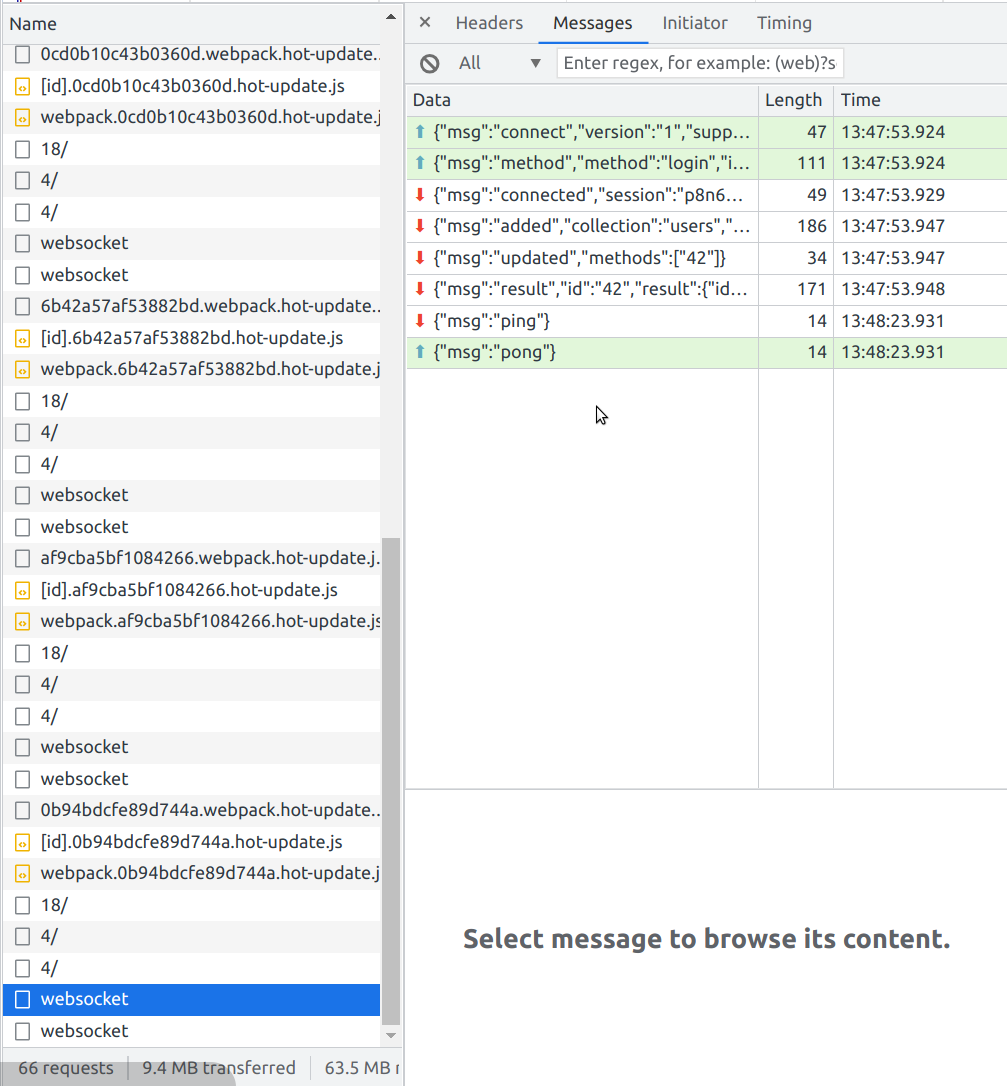 Name
0cd0b10c43b0360d.webpack.hot-update..
[id].0cd0b10c43b0360d.hot-update.js
webpack.0cd0b10c43b0360d.hot-update.j
18/
4/
4/
websocket
websocket
6b42a57af53882bd.webpack.hot-update..
[id].6b42a57af53882bd.hot-update.js
webpack.6b42a57af53882bd.hot-update.j
18/
4/
4/
websocket
websocket
af9cba5bf1084266.webpack.hot-update.j.
[id].af9cba5bf1084266.hot-update.js
webpack.af9cba5bf1084266.hot-update.js
18/
4/
4/
websocket
websocket
0b94bdcfe89d744a.webpack.hot-update..
[id].0b94bdcfe89d744a.hot-update.js
webpack.0b94bdcfe89d744a.hot-update.j
18/
4/
4/
websocket
websocket
66 requests 9.4 MB transferred 63.5 MB r
× Headers Messages Initiator Timing
All ▼ Enter regex, for example: (web)?s
Data Length Time
⬆ {"msg":"connect","version":"1","supp… 47 13:47:53.924
⬆ {"msg":"method","method":"login","i… 111 13:47:53.924
⬇ {"msg":"connected","session":"p8n6… 49 13:47:53.929
⬇ {"msg":"added","collection":"users","… 186 13:47:53.947
⬇ {"msg":"updated","methods":["42"]} 34 13:47:53.947
⬇ {"msg":"result","id":"42","result":{"id… 171 13:47:53.948
⬇ {"msg":"ping"} 14 13:48:23.931
⬆ {"msg":"pong"} 14 13:48:23.931
Select message to browse its content.